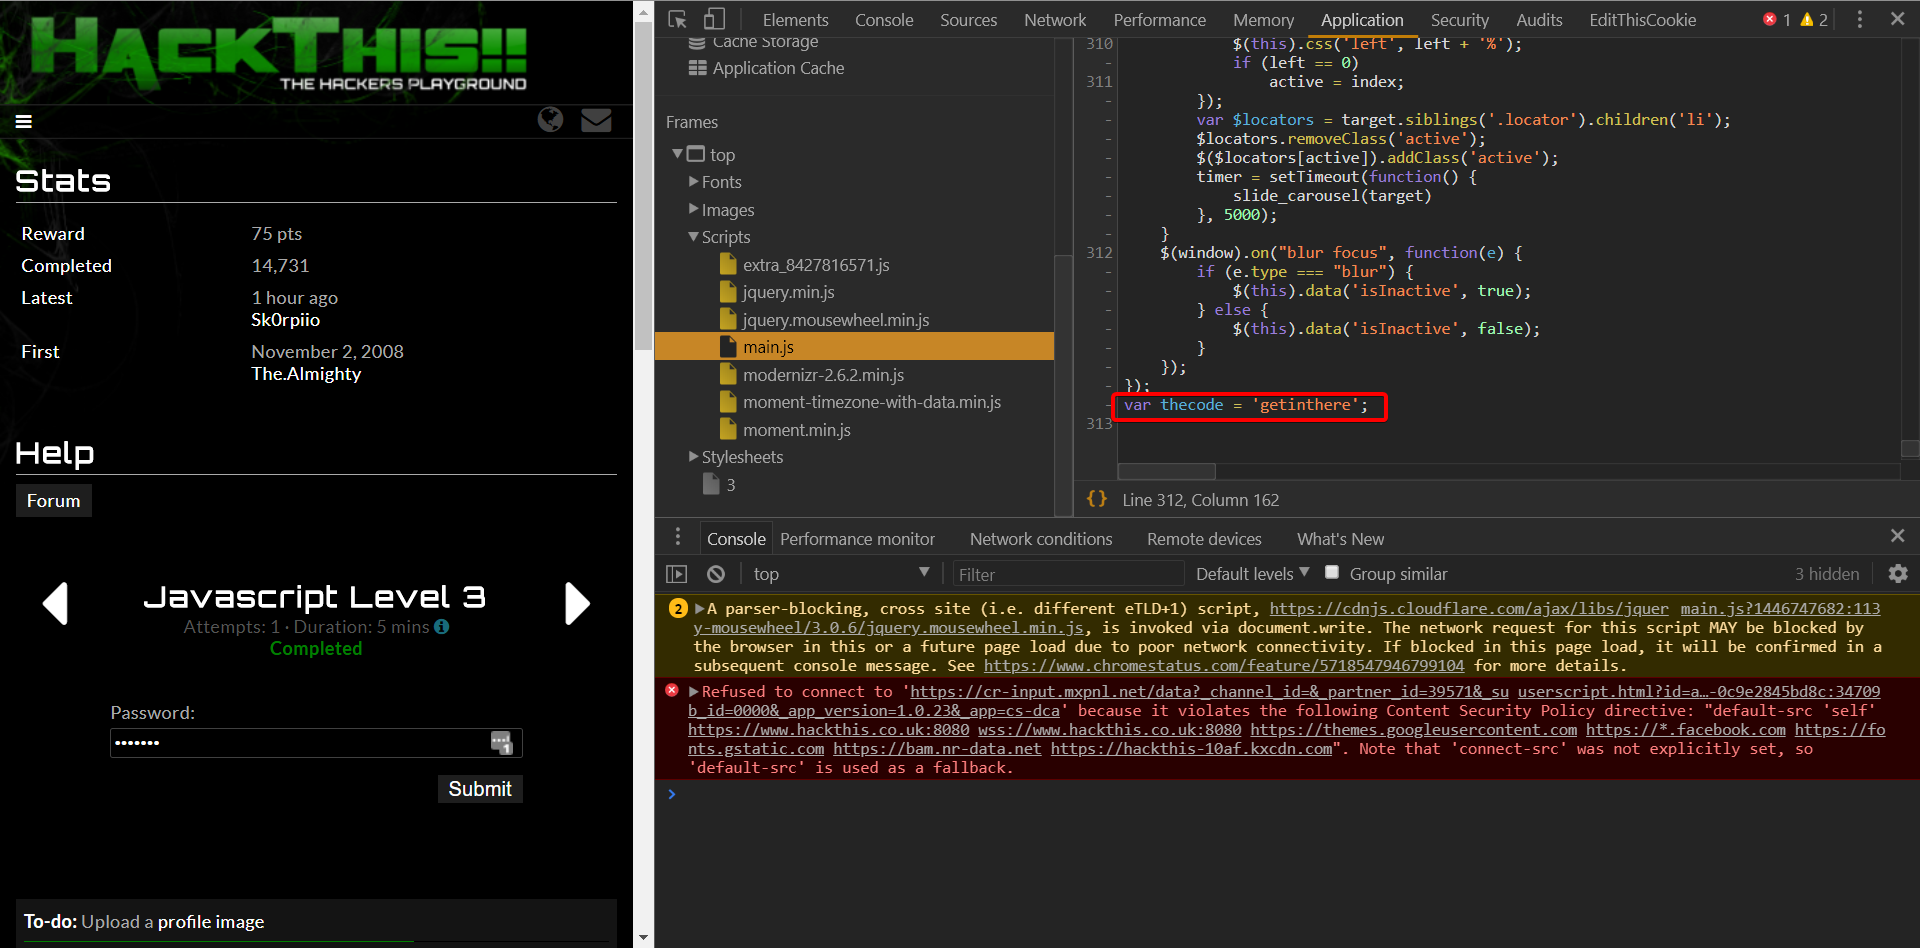 HACKTHIS!!
THE HACKERS PLAYGROUND
Stats
Reward 75 pts
Completed 14,731
Latest 1 hour ago
Sk0rpiio
First November 2, 2008
The.Almighty
Help
Forum
Javascript Level 3
Attempts: 1 · Duration: 5 mins
Completed
Password:
•••••••
Submit
To-do: Upload a profile image
Elements Console Sources Network Performance Memory Application Security Audits EditThisCookie 1 2
Cache Storage
Application Cache
Frames
top
Fonts
Images
Scripts
extra_8427816571.js
jquery.min.js
jquery.mousewheel.min.js
main.js
modernizr-2.6.2.min.js
moment-timezone-with-data.min.js
moment.min.js
Stylesheets
3
310 $(this).css('left', left + '%');
- if (left == 0)
311 active = index;
- });
- var $locators = target.siblings('.locator').children('li');
- $locators.removeClass('active');
- $($locators[active]).addClass('active');
- timer = setTimeout(function() {
- slide_carousel(target)
- }, 5000);
- }
312 $(window).on("blur focus", function(e) {
- if (e.type === "blur") {
- $(this).data('isInactive', true);
- } else {
- $(this).data('isInactive', false);
- }
- });
- });
- var thecode = 'getinthere';
313
{} Line 312, Column 162
Console Performance monitor Network conditions Remote devices What's New
top Filter Default levels Group similar 3 hidden
2 A parser-blocking, cross site (i.e. different eTLD+1) script, https://cdnjs.cloudflare.com/ajax/libs/jquer main.js?1446747682:113
y-mousewheel/3.0.6/jquery.mousewheel.min.js, is invoked via document.write. The network request for this script MAY be blocked by
the browser in this or a future page load due to poor network connectivity. If blocked in this page load, it will be confirmed in a
subsequent console message. See https://www.chromestatus.com/feature/5718547946799104 for more details.
Refused to connect to 'https://cr-input.mxpnl.net/data?_channel_id=&_partner_id=39571&_su userscript.html?id=a…-0c9e2845bd8c:34709
b_id=0000&_app_version=1.0.23&_app=cs-dca' because it violates the following Content Security Policy directive: "default-src 'self'
https://www.hackthis.co.uk:8080 wss://www.hackthis.co.uk:8080 https://themes.googleusercontent.com https://*.facebook.com https://fo
nts.gstatic.com https://bam.nr-data.net https://hackthis-10af.kxcdn.com". Note that 'connect-src' was not explicitly set, so
'default-src' is used as a fallback.